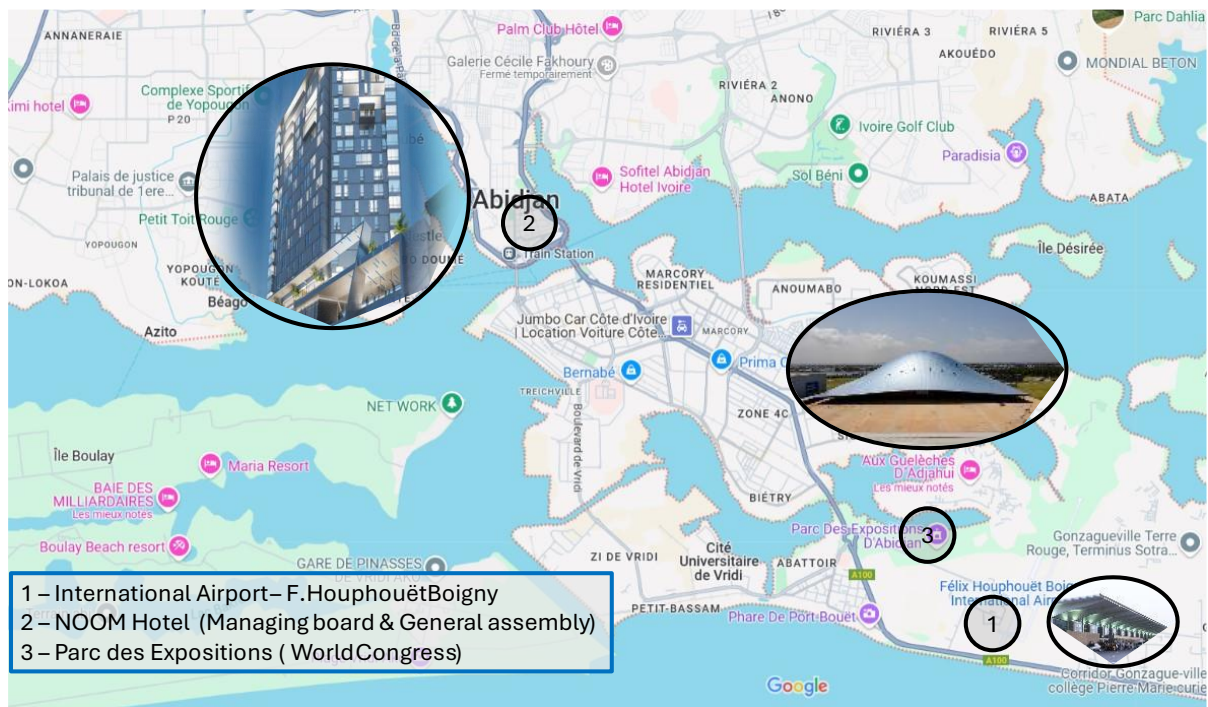 Parc Dahlia
ANNANERAIE
Palm Club Hôtel
RIVIÉRA 3
RIVIÉRA 5
AKOUÉDO
Galerie Cécile Fakhoury
Fermé temporairement
MONDIAL BETON
Complexe Sportif
de Yopougon
RIVIÉRA 2
ANONO
Kimi hotel
P20
Ivoire Golf Club
Paradisia
Palais de justice
tribunal de 1ere...
Sofitel Abidjan
Hotel Ivoire
Sol Béni
Abidjan
ABATA
Petit Toit Rouge
2
YOPOUGON
Train Station
Île Désirée
YOPOUGON
KOUTÉ
MARCORY
RESIDENTIEL
ANOUMABO
KOUMASSI
ON-LOKOA
Béago
Azito
Jumbo Car Côte d'Ivoire
| Location Voiture Côte...
MARCORY
Prima
Bernabé
TREICHVILLE
NET WORK
ZONE 4C
Boulevard de Vridi
Île Boulay
Maria Resort
Aux Guelèches
D'Adjahui
Les mieux notés
BAIE DES
MILLIARDAIRES
Les mieux notés
BIÉTRY
Parc Des Expositions
D'Abidjan
3
Boulay Beach resort
ZI DE VRIDI
Cité
Universitaire
de Vridi
ABATTOIR
Gonzagueville Terre
Rouge, Terminus Sotra...
GARE DE PINASSES
A100
1 – International Airport– F.HouphouëtBoigny
2 – NOOM Hotel (Managing board & General assembly)
3 – Parc des Expositions ( WorldCongress)
PETIT-BASSAM
Phare De Port-Bouët
Félix Houphouët Boigny
International
1
A100
Corridor Gonzague-ville
collège Pierre Marie curie
Google